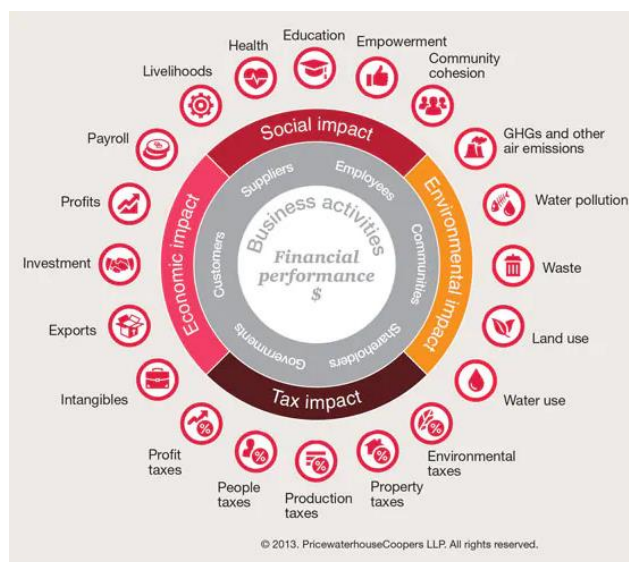 Education
Health
Empowerment
Livelihoods
Community
cohesion
Payroll
GHGs and other
air emissions
Profits
Water pollution
Investment
Waste
Exports
Land use
Intangibles
Water use
Profit
taxes
People
taxes
Production
taxes
Property
taxes
Environmental
taxes
Social impact
Environmental impact
Tax impact
Economic impact
Suppliers
Employees
Communities
Shareholders
Governments
Customers
Business activities
Financial
performance
$
%
%
%
%
%
© 2013. PricewaterhouseCoopers LLP. All rights reserved.